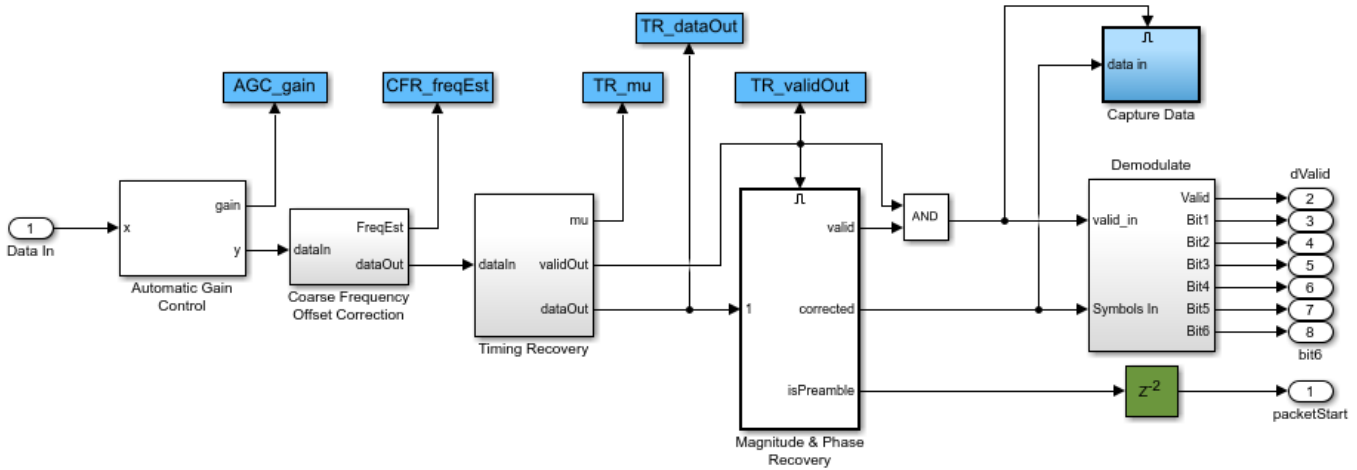 TR_dataOut
AGC_gain
CFR_freqEst
TR_mu
TR_validOut
data in
Capture Data
1
Data In
x
gain
y
Automatic Gain
Control
dataIn
FreqEst
dataOut
Coarse Frequency
Offset Correction
dataIn
mu
validOut
dataOut
Timing Recovery
1
valid
corrected
isPreamble
Magnitude & Phase
Recovery
AND
Demodulate
valid_in
Symbols In
Valid
Bit1
Bit2
Bit3
Bit4
Bit5
Bit6
dValid
2
3
4
5
6
7
8
bit6
Z-2
1
packetStart